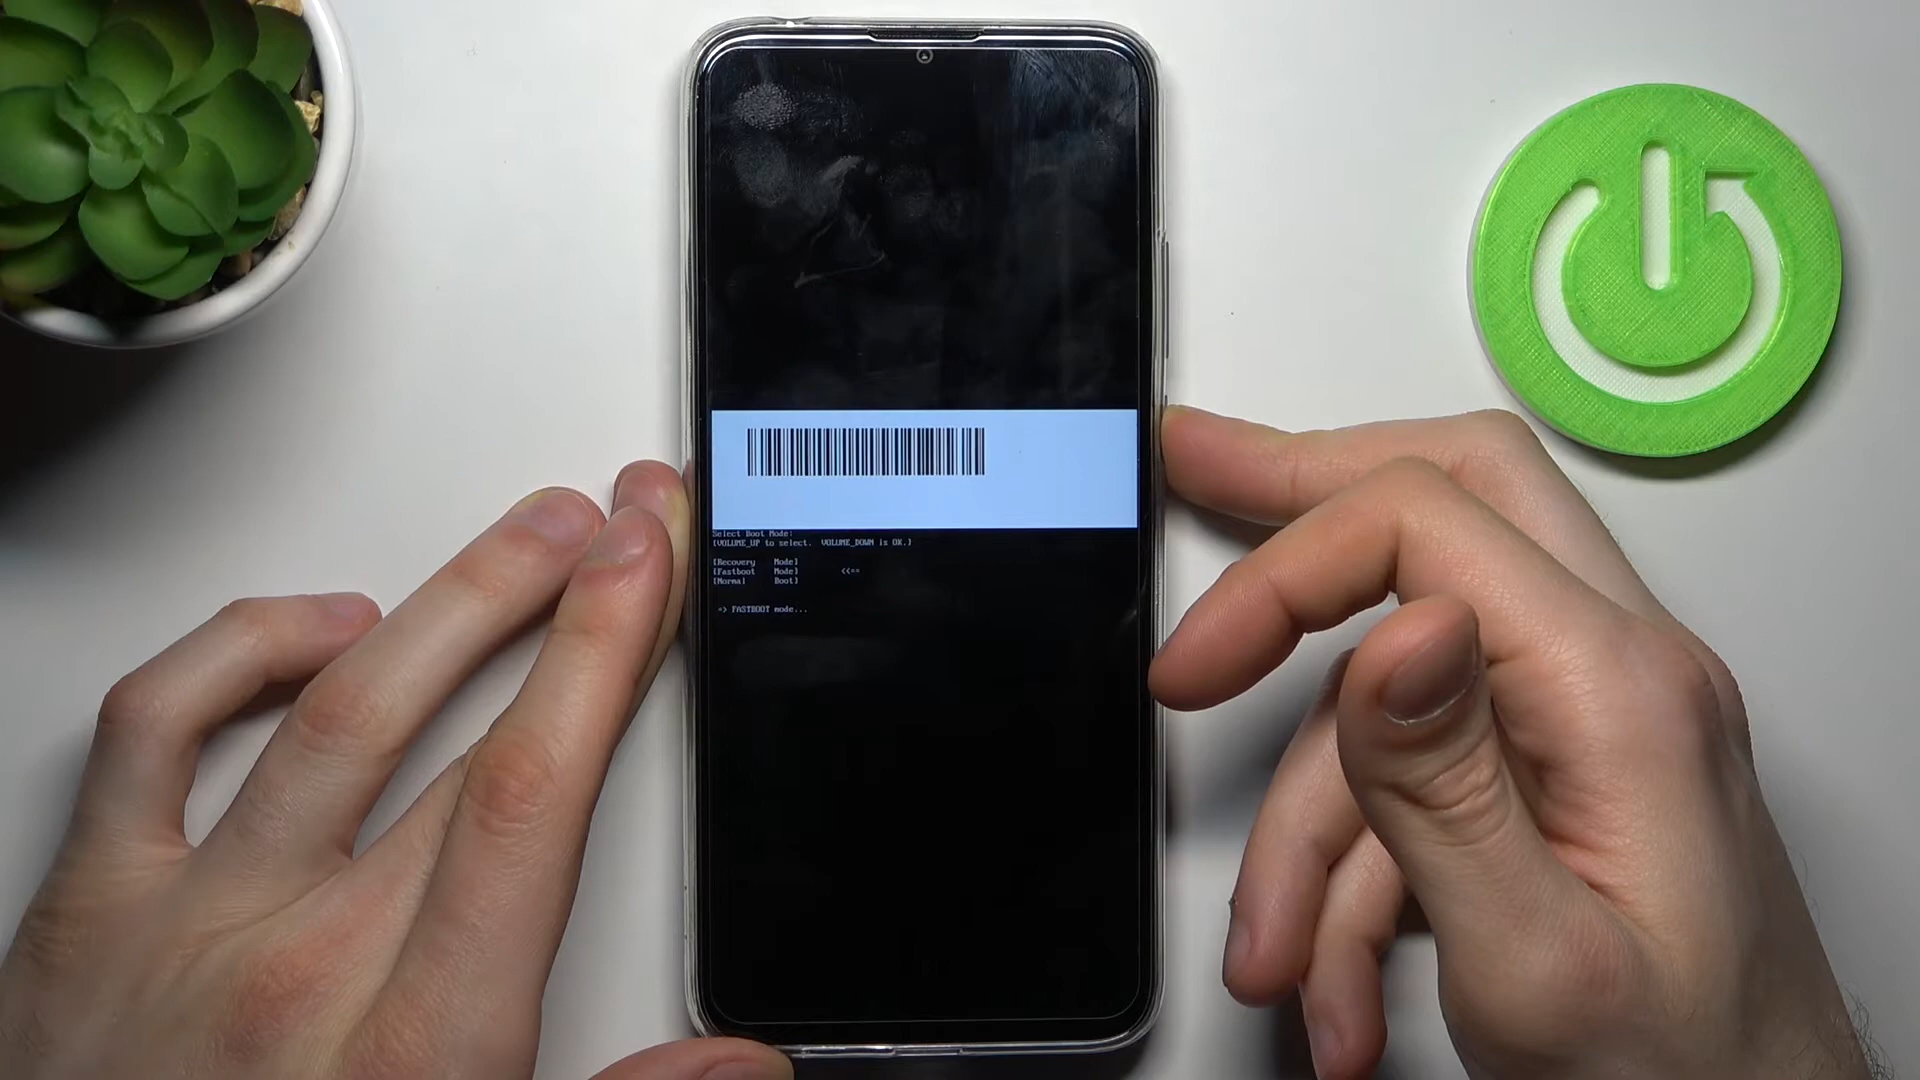 Select Boot Mode:
[VOLUME_UP to select.  VOLUME_DOWN is OK.]
[Recovery    Mode]
[Fastboot    Mode]         <<==
[Normal      Boot]
=> FASTBOOT mode...